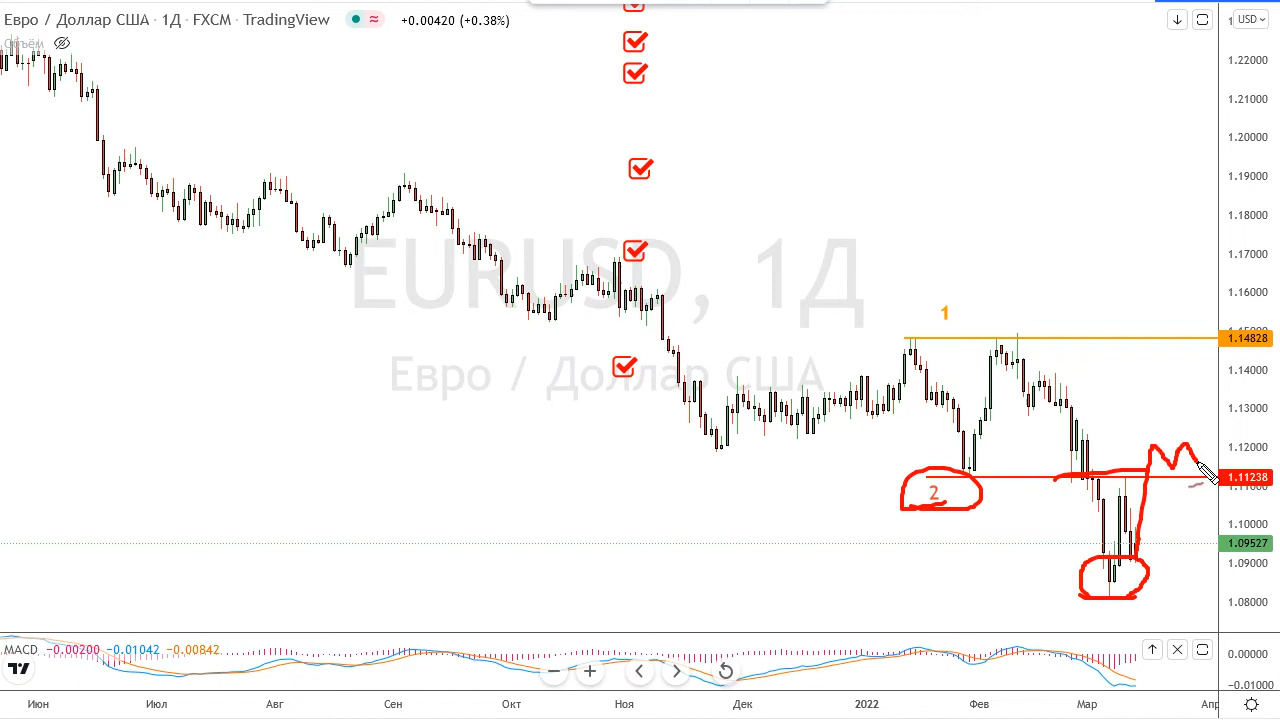 Евро / Доллар США · 1Д · FXCM · TradingView +0.00420 (+0.38%)
Объём
USD
1.22000
1.21000
1.20000
1.19000
1.18000
1.17000
1.16000
1.14828
1.14000
1.13000
1.12000
1.11238
1.10000
1.09527
1.09000
1.08000
EURUSD, 1Д
Евро / Доллар США
1
2
MACD −0.00200 −0.01042 −0.00842
0.00000
−0.01000
Июн Июл Авг Сен Окт Ноя Дек 2022 Фев Мар Апр